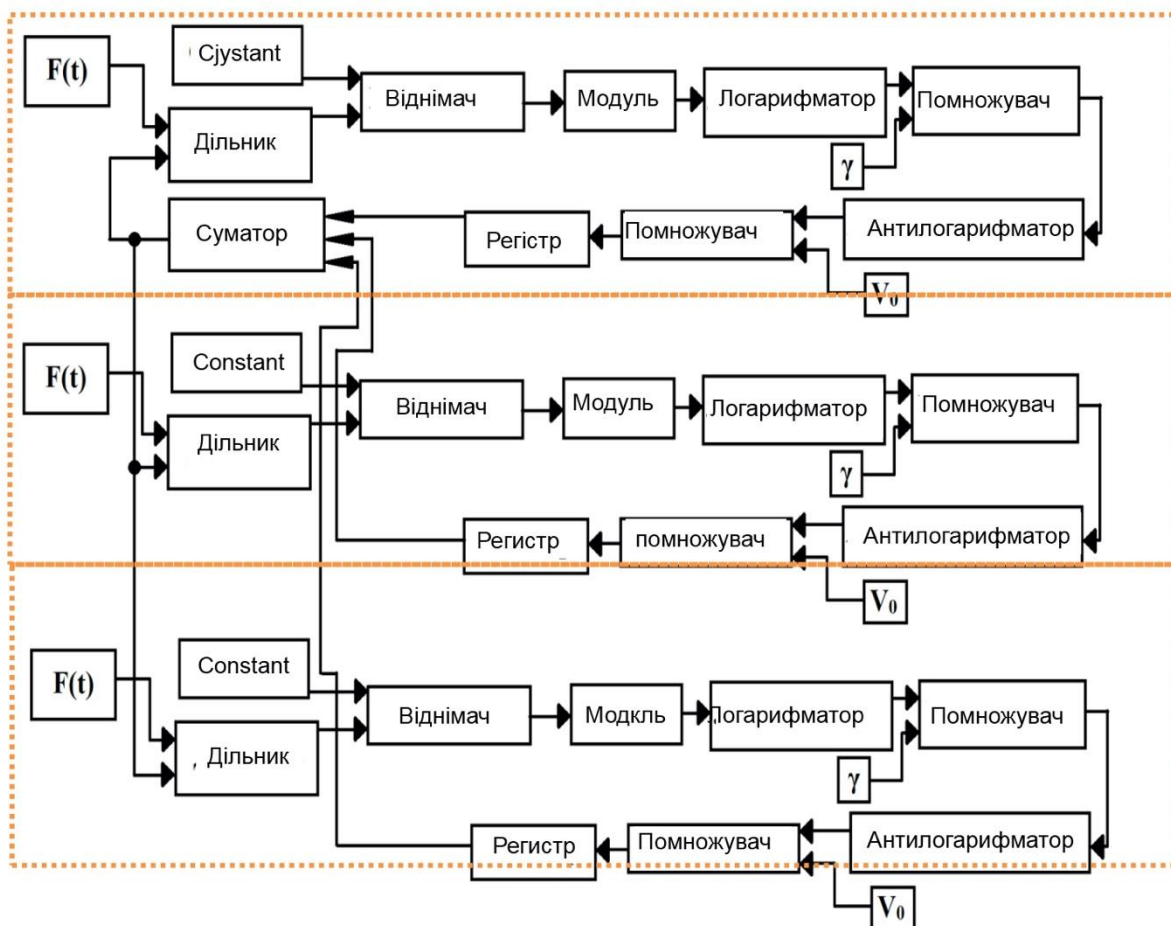 F(t)
Cjystant
Віднімач
Модуль
Логарифматор
Помножувач
Дільник
γ
Суматор
Регістр
Помножувач
Антилогарифматор
V₀
F(t)
Constant
Віднімач
Модуль
Логарифматор
Помножувач
Дільник
γ
Регистр
помножувач
Антилогарифматор
V₀
F(t)
Constant
Віднімач
Модкль
Логарифматор
Помножувач
Дільник
γ
Регистр
Помножувач
Антилогарифматор
V₀